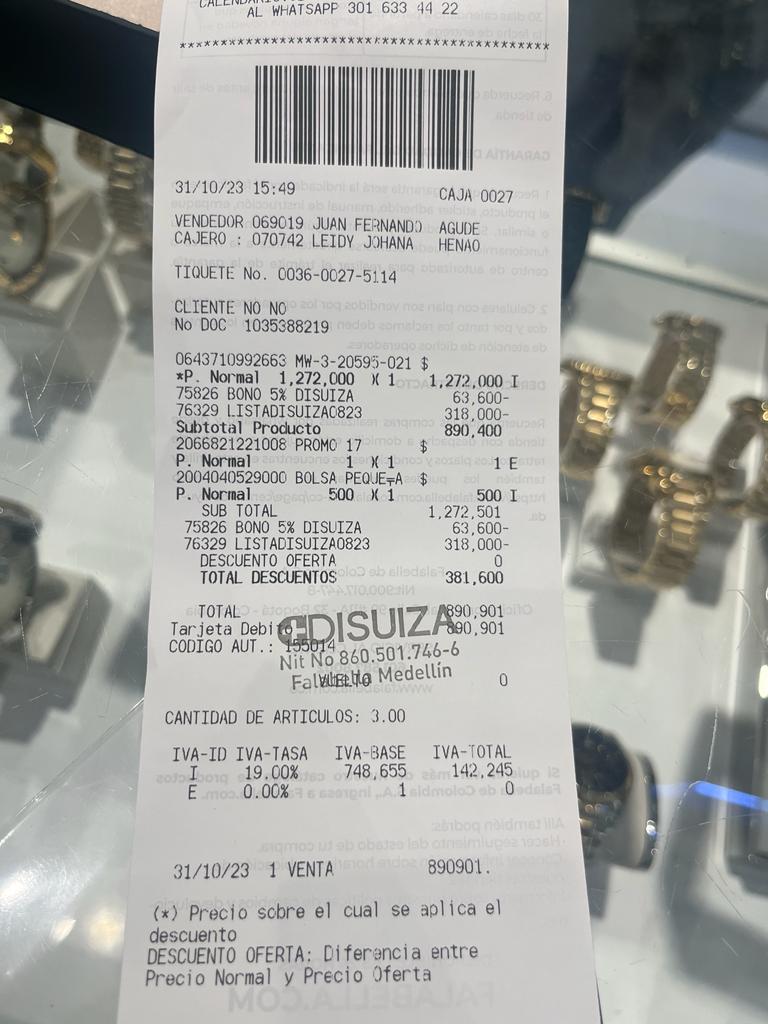 AL WHATSAPP 301 633 44 22
********************************************
31/10/23 15:49 CAJA 0027
VENDEDOR 069019 JUAN FERNANDO AGUDE
CAJERO : 070742 LEIDY JOHANA HENAO
TIQUETE No. 0036-0027-5114
CLIENTE NO NO
No DOC 1035388219
0643710992663 MW-3-20595-021 $
*P. Normal 1,272,000 X 1 1,272,000 I
75826 BONO 5% DISUIZA 63,600-
76329 LISTADISUIZA0823 318,000-
Subtotal Producto 890,400
2066821221008 PROMO 17 $
P. Normal 1 X 1 1 E
2004040529000 BOLSA PEQUE¬A $
P. Normal 500 X 1 500 I
SUB TOTAL 1,272,501
75826 BONO 5% DISUIZA 63,600-
76329 LISTADISUIZA0823 318,000-
DESCUENTO OFERTA 0
TOTAL DESCUENTOS 381,600
TOTAL 890,901
Tarjeta Debito 890,901
DISUIZA
CODIGO AUT.: 155014
Nit No 860.501.746-6
Falabella Medellín
VUELTO 0
CANTIDAD DE ARTICULOS: 3.00
IVA-ID IVA-TASA IVA-BASE IVA-TOTAL
I 19.00% 748,655 142,245
E 0.00% 1 0
31/10/23 1 VENTA 890901.
(*) Precio sobre el cual se aplica el
descuento
DESCUENTO OFERTA: Diferencia entre
Precio Normal y Precio Oferta